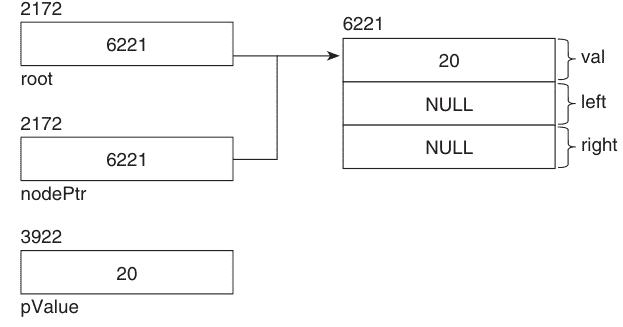 2172
6221
root
2172
6221
nodePtr
3922
20
pValue
6221
20
val
NULL
left
NULL
right